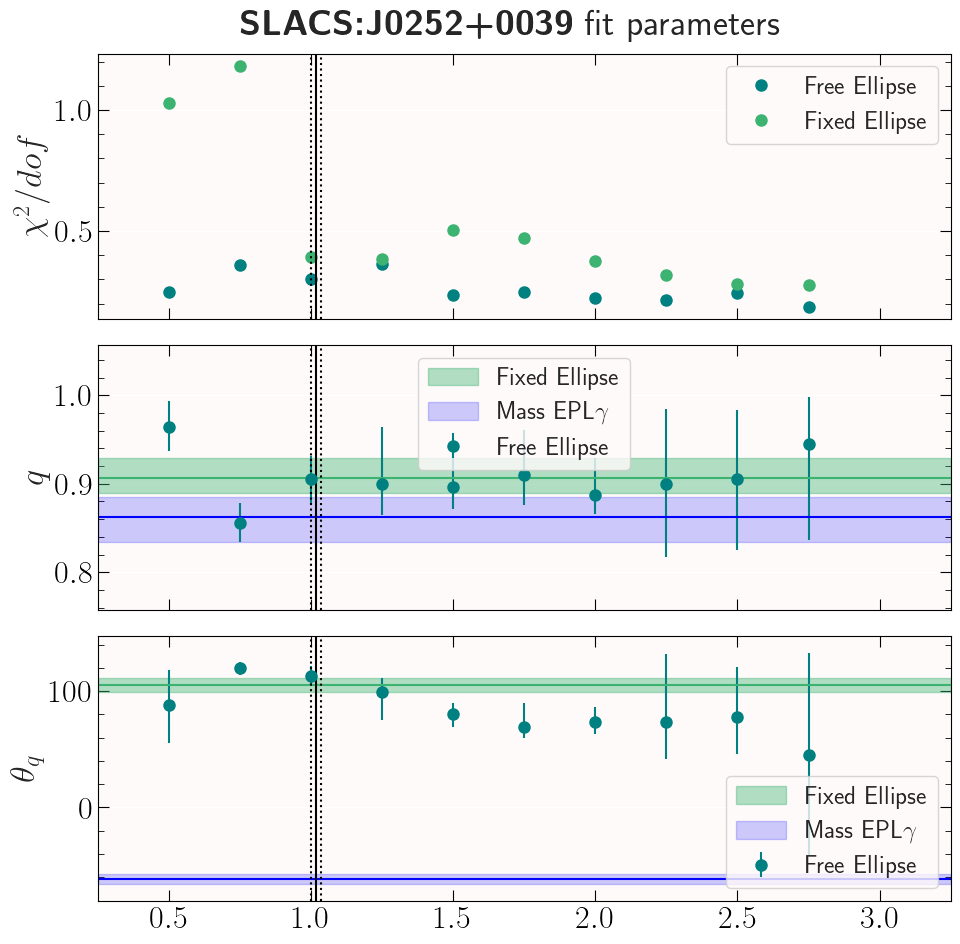 SLACS:J0252+0039 fit parameters
χ²/dof
1.0
0.5
Free Ellipse
Fixed Ellipse
q
1.0
0.9
0.8
Fixed Ellipse
Mass EPLγ
Free Ellipse
θq
100
0
Fixed Ellipse
Mass EPLγ
Free Ellipse
0.5 1.0 1.5 2.0 2.5 3.0